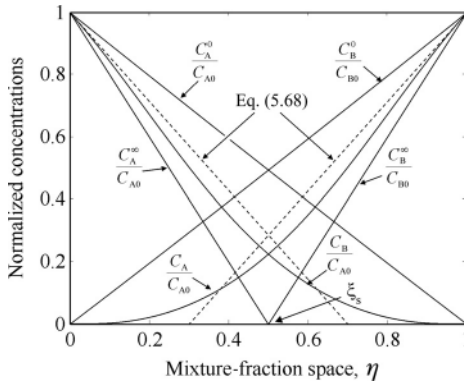 Normalized concentrations
1
0.8
0.6
0.4
0.2
0
C_A^0 / C_A0
C_B^0 / C_B0
Eq. (5.68)
C_A^∞ / C_A0
C_B^∞ / C_B0
C_A / C_A0
C_B / C_A0
ξ_s
0 0.2 0.4 0.6 0.8 1
Mixture-fraction space, η